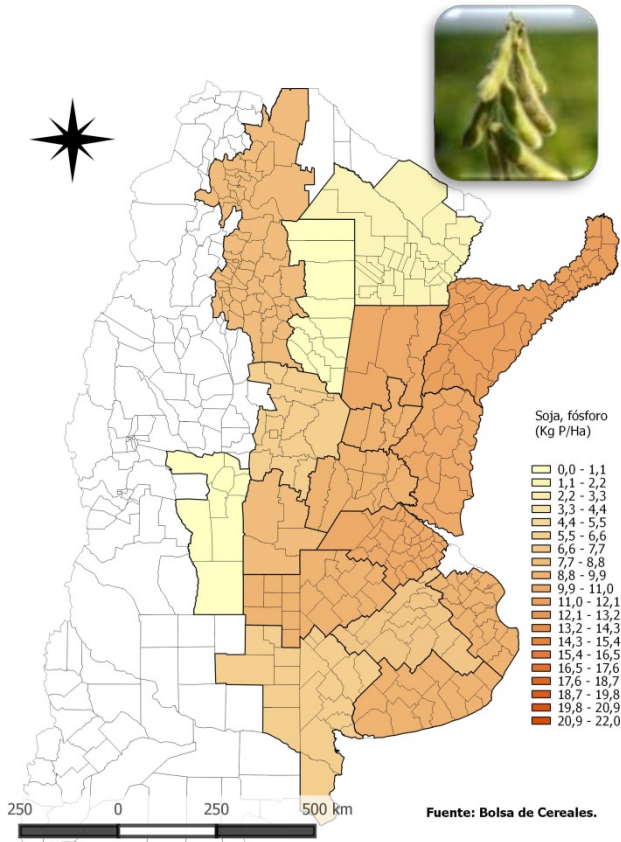 Soja, fósforo
(Kg P/Ha)
0,0 - 1,1
1,1 - 2,2
2,2 - 3,3
3,3 - 4,4
4,4 - 5,5
5,5 - 6,6
6,6 - 7,7
7,7 - 8,8
8,8 - 9,9
9,9 - 11,0
11,0 - 12,1
12,1 - 13,2
13,2 - 14,3
14,3 - 15,4
15,4 - 16,5
16,5 - 17,6
17,6 - 18,7
18,7 - 19,8
19,8 - 20,9
20,9 - 22,0
250 0 250 500 km
Fuente: Bolsa de Cereales.